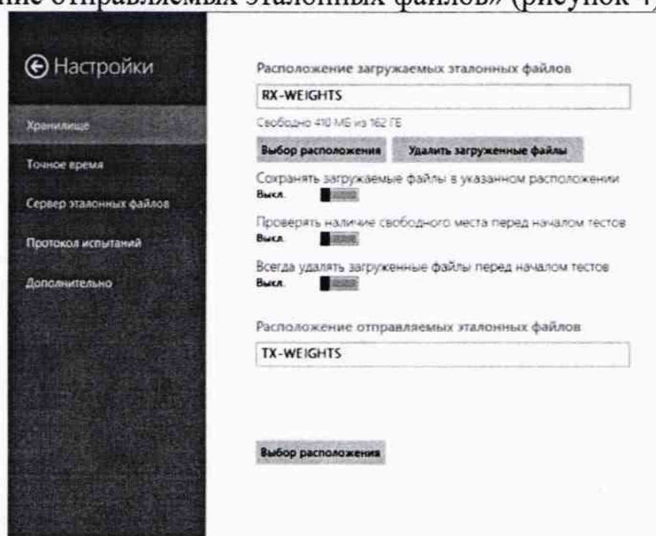 ние отправляемых эталонных файлов» (рисунок 4)
Настройки
Хранилище
Точное время
Сервер эталонных файлов
Протокол испытаний
Дополнительно
Расположение загружаемых эталонных файлов
RX-WEIGHTS
Свободно 410 МБ из 162 ГБ
Выбор расположения
Удалить загруженные файлы
Сохранять загружаемые файлы в указанном расположении
Выкл.
Проверять наличие свободного места перед началом тестов
Выкл.
Всегда удалять загруженные файлы перед началом тестов
Выкл.
Расположение отправляемых эталонных файлов
TX-WEIGHTS
Выбор расположения